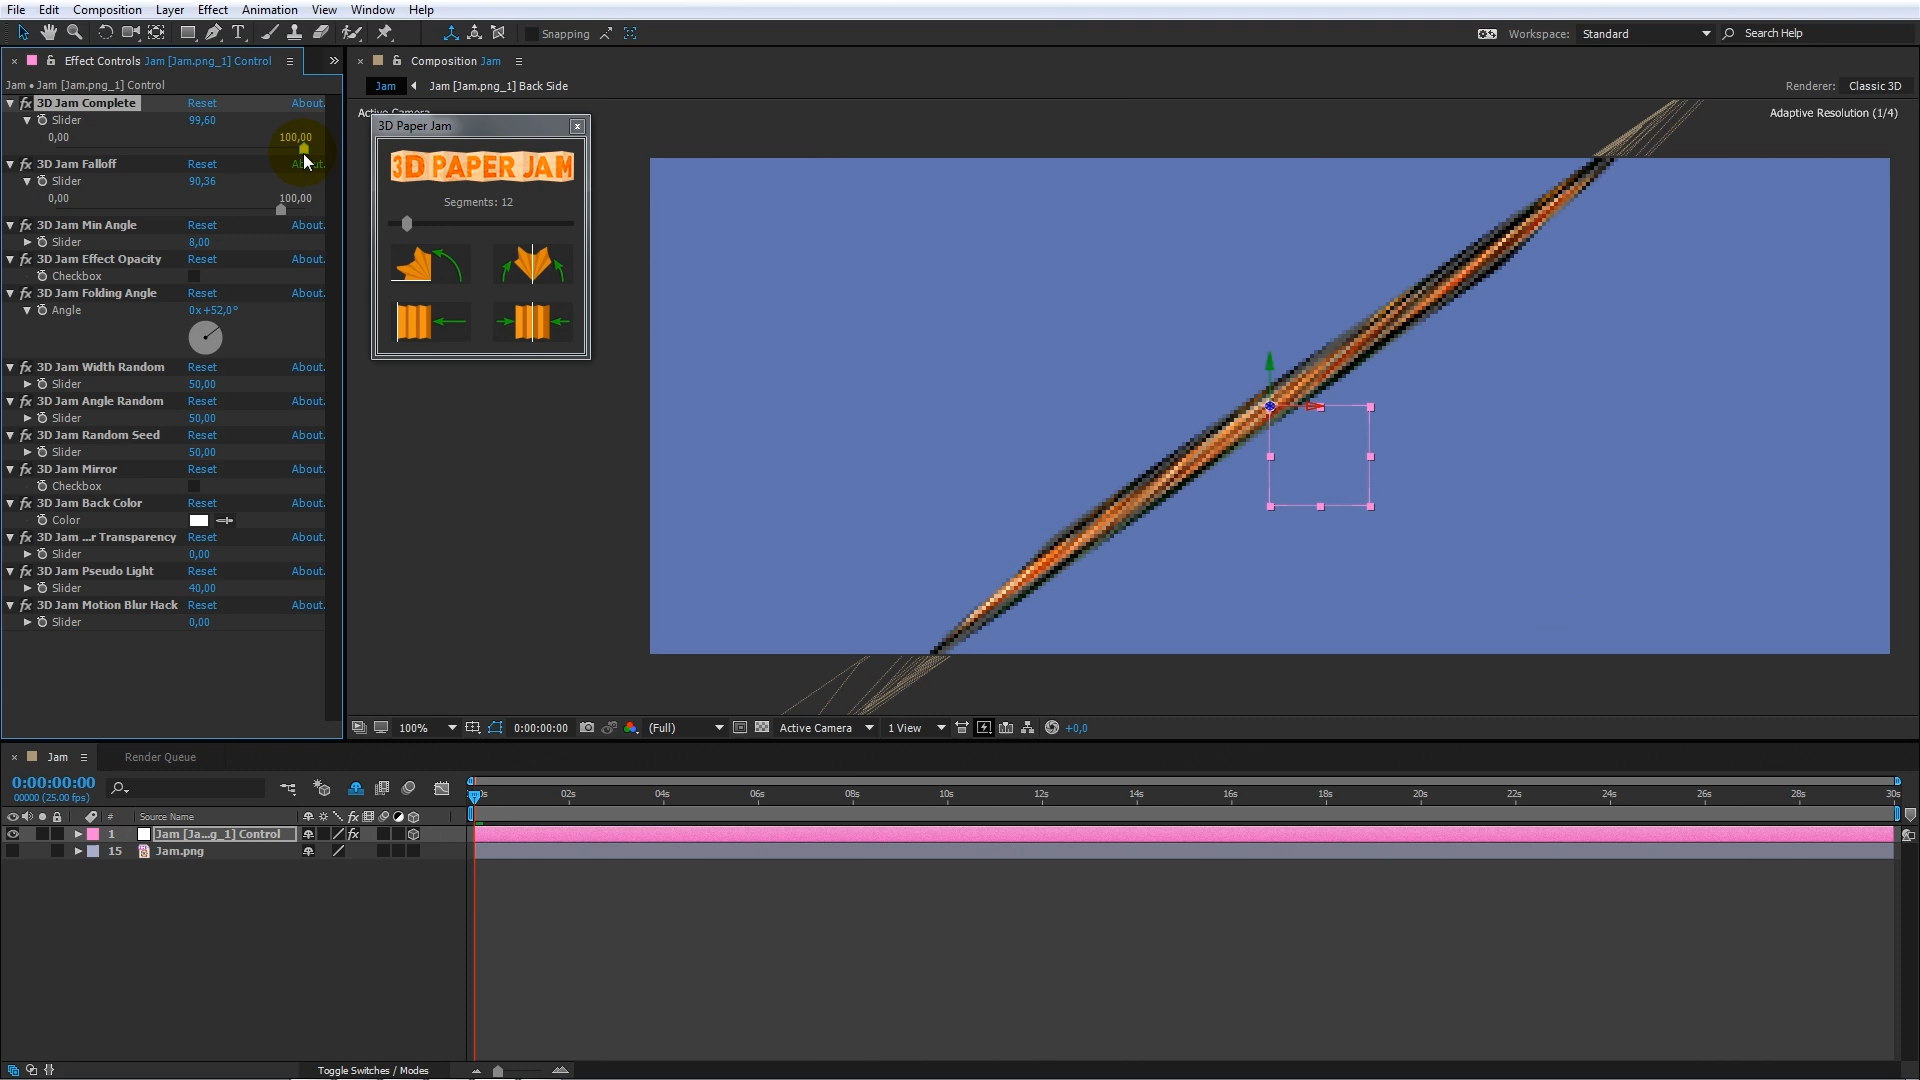 File Edit Composition Layer Effect Animation View Window Help
Snapping
Workspace: Standard
Search Help
Effect Controls Jam [Jam.png_1] Control
Jam • Jam [Jam.png_1] Control
3D Jam Complete Reset About.
Slider 99,60
0,00 100,00
3D Jam Falloff Reset
Slider 90,36
0,00 100,00
3D Jam Min Angle Reset About.
Slider 8,00
3D Jam Effect Opacity Reset About.
Checkbox
3D Jam Folding Angle Reset About.
Angle 0x+52,0°
3D Jam Width Random Reset About.
Slider 50,00
3D Jam Angle Random Reset About.
Slider 50,00
3D Jam Random Seed Reset About.
Slider 50,00
3D Jam Mirror Reset About.
Checkbox
3D Jam Back Color Reset About.
Color
3D Jam ...r Transparency Reset About.
Slider 0,00
3D Jam Pseudo Light Reset About.
Slider 40,00
3D Jam Motion Blur Hack Reset About.
Slider 0,00
Composition Jam
Jam Jam [Jam.png_1] Back Side
Renderer: Classic 3D
Active Camera
Adaptive Resolution (1/4)
3D Paper Jam
3D PAPER JAM
Segments: 12
100% 0:00:00:00 (Full) Active Camera 1 View +0,0
Jam Render Queue
0:00:00:00
00000 (25.00 fps)
02s 04s 06s 08s 10s 12s 14s 16s 18s 20s 22s 24s 26s 28s 30s
# Source Name
1 Jam [Ja...g_1] Control
15 Jam.png
Toggle Switches / Modes